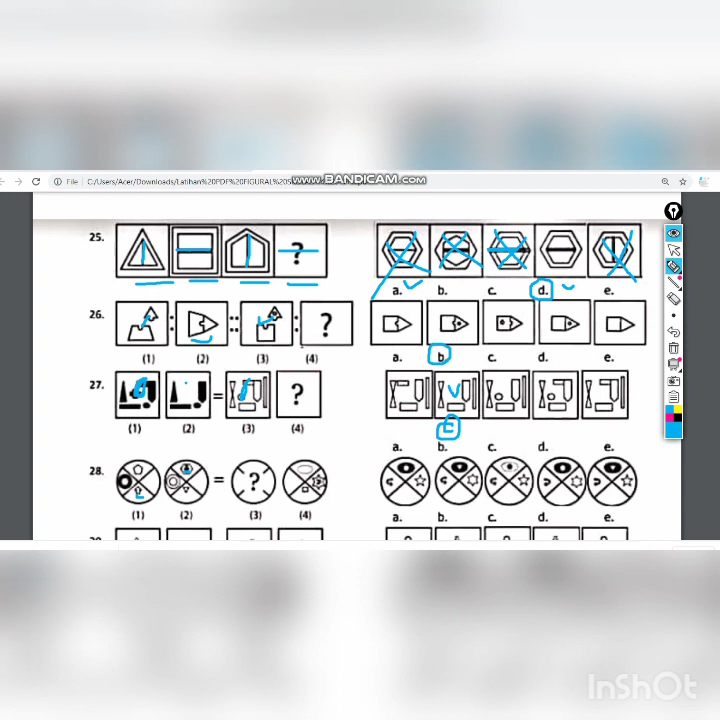 File
C:/Users/Acer/Downloads/Latihan%20PDF%20FIGURAL%20S
www.BANDICAM.com
25.
?
a. b. c. d. e.
26. : :: : ?
(1) (2) (3) (4)
a. b c. d. e.
27. = ?
(1) (2) (3) (4)
E
a. b. c. d. e.
28. = ?
(1) (2) (3) (4)
a. b. c. d. e.
InShOt